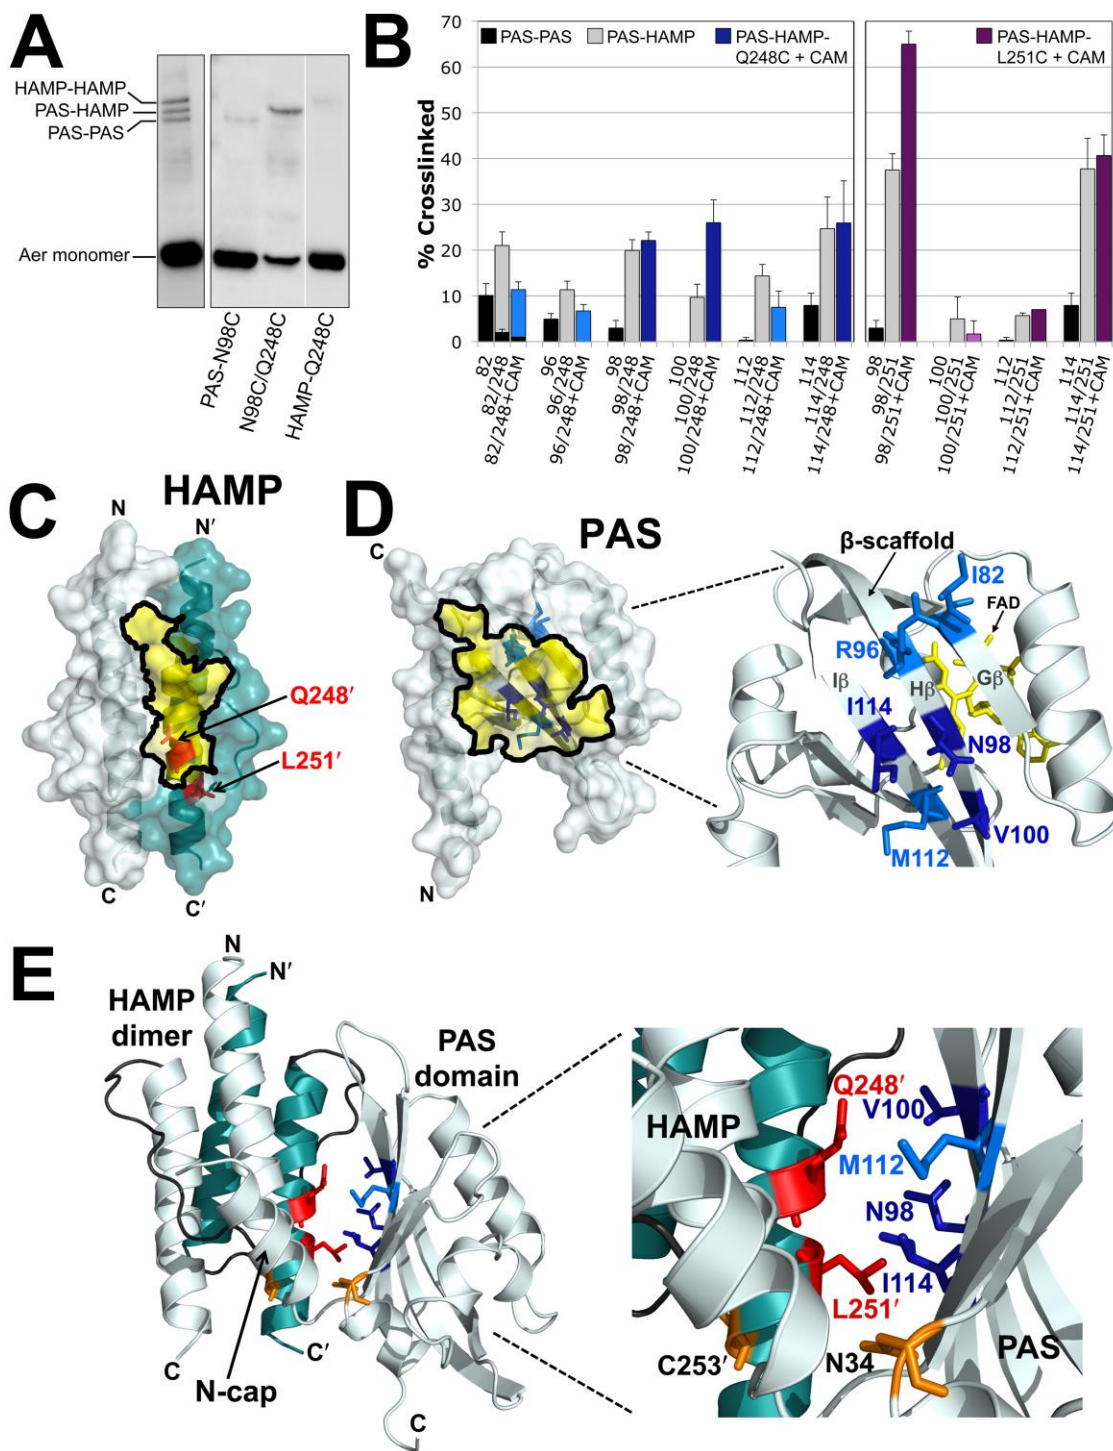 A
HAMP-HAMP
PAS-HAMP
PAS-PAS
Aer monomer
PAS-N98C
N98C/Q248C
HAMP-Q248C
B
% Crosslinked
70
60
50
40
30
20
10
0
PAS-PAS
PAS-HAMP
PAS-HAMP-
Q248C + CAM
PAS-HAMP-
L251C + CAM
82
82/248
82/248+CAM
96
96/248
96/248+CAM
98
98/248
98/248+CAM
100
100/248
100/248+CAM
112
112/248
112/248+CAM
114
114/248
114/248+CAM
98
98/251
98/251+CAM
100
100/251
100/251+CAM
112
112/251
112/251+CAM
114
114/251
114/251+CAM
C
HAMP
N
N′
Q248′
L251′
C
C′
D
PAS
C
N
β-scaffold
I82
FAD
R96
Iβ
Hβ
Gβ
I114
N98
V100
M112
E
N
N′
HAMP
dimer
PAS
domain
C
C′
N-cap
C
HAMP
Q248′
V100
M112
N98
I114
L251′
C253′
N34
PAS